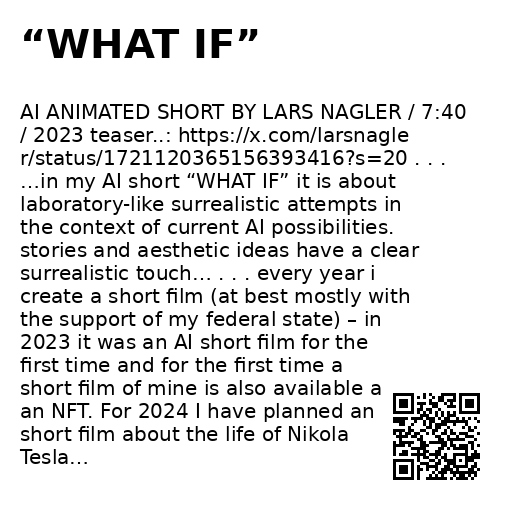 “WHAT IF”
AI ANIMATED SHORT BY LARS NAGLER / 7:40
/ 2023 teaser..: https://x.com/larsnagle
r/status/1721120365156393416?s=20 . . .
…in my AI short “WHAT IF” it is about
laboratory-like surrealistic attempts in
the context of current AI possibilities.
stories and aesthetic ideas have a clear
surrealistic touch… . . . every year i
create a short film (at best mostly with
the support of my federal state) – in
2023 it was an AI short film for the
first time and for the first time a
short film of mine is also available a
an NFT. For 2024 I have planned an
short film about the life of Nikola
Tesla…